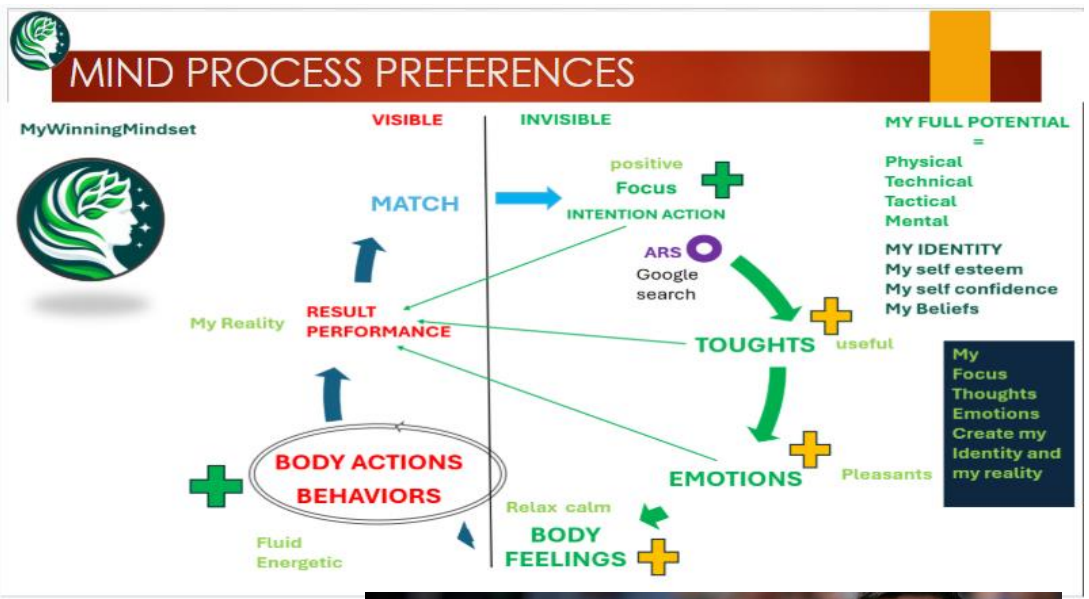 MIND PROCESS PREFERENCES
MyWinningMindset
VISIBLE
INVISIBLE
MATCH
positive
Focus
INTENTION ACTION
ARS
Google
search
TOUGHTS
useful
EMOTIONS
Pleasants
Relax calm
BODY
FEELINGS
BODY ACTIONS
BEHAVIORS
Fluid
Energetic
My Reality
RESULT
PERFORMANCE
MY FULL POTENTIAL
=
Physical
Technical
Tactical
Mental
MY IDENTITY
My self esteem
My self confidence
My Beliefs
My
Focus
Thoughts
Emotions
Create my
Identity and
my reality